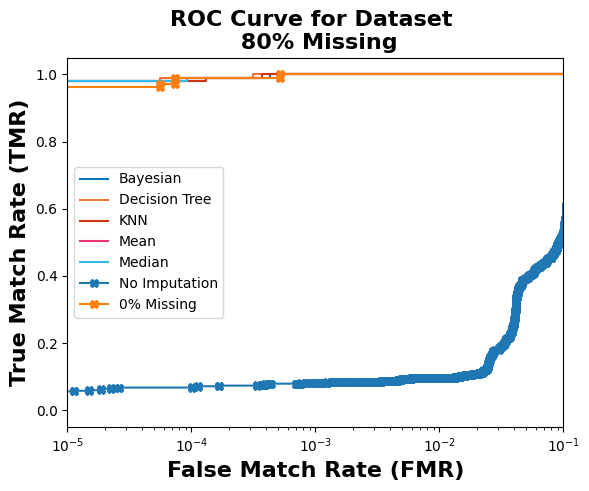 ROC Curve for Dataset
80% Missing
True Match Rate (TMR)
1.0
0.8
0.6
0.4
0.2
0.0
Bayesian
Decision Tree
KNN
Mean
Median
No Imputation
0% Missing
10⁻⁵ 10⁻⁴ 10⁻³ 10⁻² 10⁻¹
False Match Rate (FMR)